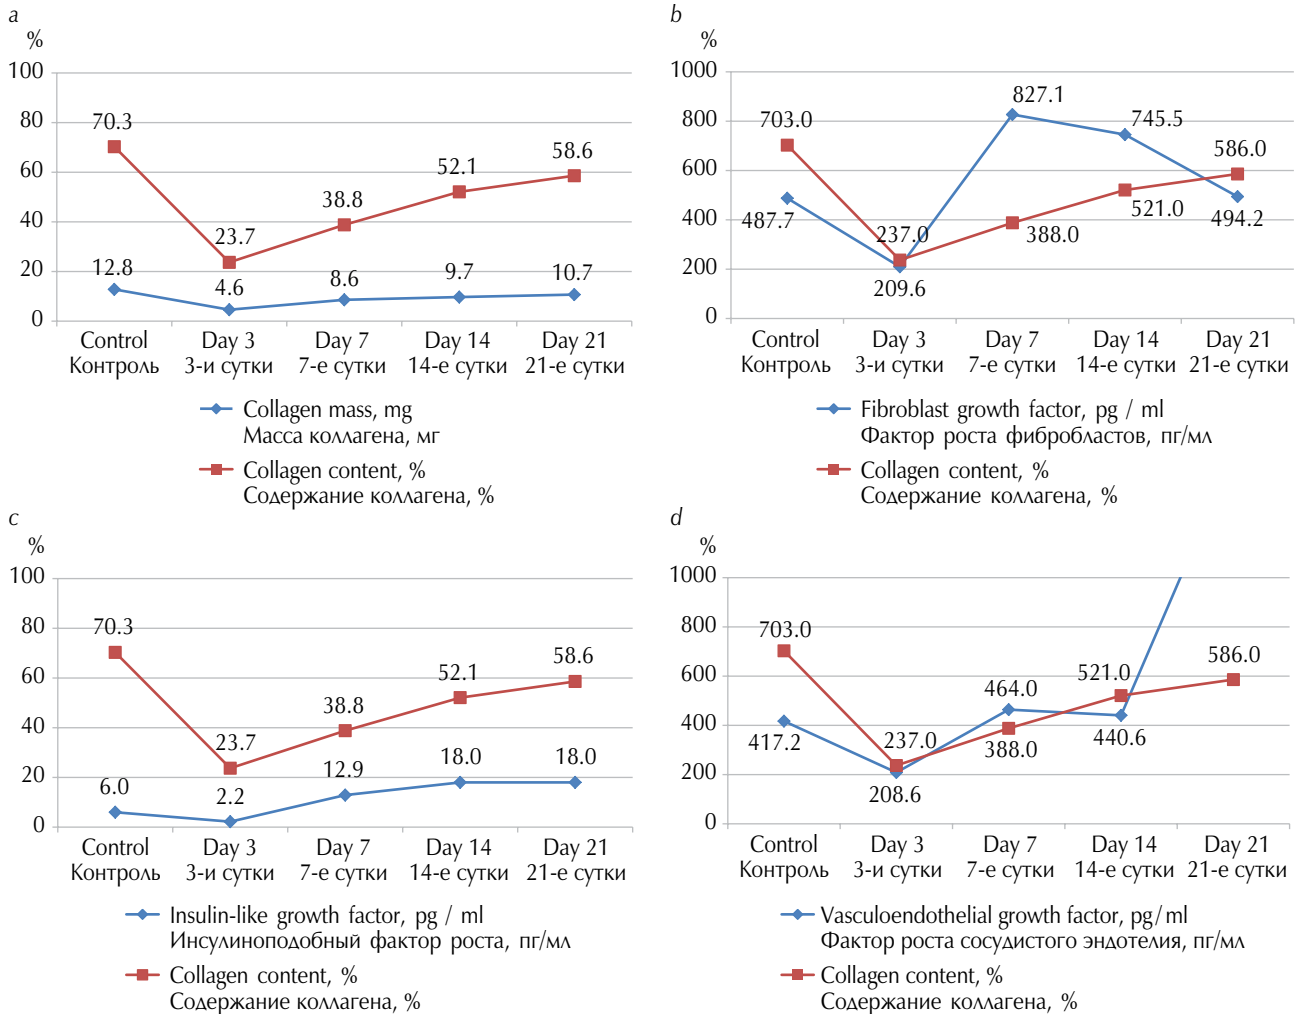 a
%
100
80
60
40
20
0
70.3
23.7
38.8
52.1
58.6
12.8
4.6
8.6
9.7
10.7
Control Day 3 Day 7 Day 14 Day 21
Контроль 3-и сутки 7-е сутки 14-е сутки 21-е сутки
Collagen mass, mg
Масса коллагена, мг
Collagen content, %
Содержание коллагена, %
b
%
1000
800
600
400
200
0
703.0
237.0
388.0
521.0
586.0
487.7
209.6
827.1
745.5
494.2
Control Day 3 Day 7 Day 14 Day 21
Контроль 3-и сутки 7-е сутки 14-е сутки 21-е сутки
Fibroblast growth factor, pg / ml
Фактор роста фибробластов, пг/мл
Collagen content, %
Содержание коллагена, %
c
%
100
80
60
40
20
0
70.3
23.7
38.8
52.1
58.6
6.0
2.2
12.9
18.0
18.0
Control Day 3 Day 7 Day 14 Day 21
Контроль 3-и сутки 7-е сутки 14-е сутки 21-е сутки
Insulin-like growth factor, pg / ml
Инсулиноподобный фактор роста, пг/мл
Collagen content, %
Содержание коллагена, %
d
%
1000
800
600
400
200
0
703.0
237.0
388.0
521.0
586.0
417.2
208.6
464.0
440.6
Control Day 3 Day 7 Day 14 Day 21
Контроль 3-и сутки 7-е сутки 14-е сутки 21-е сутки
Vasculoendothelial growth factor, pg/ml
Фактор роста сосудистого эндотелия, пг/мл
Collagen content, %
Содержание коллагена, %